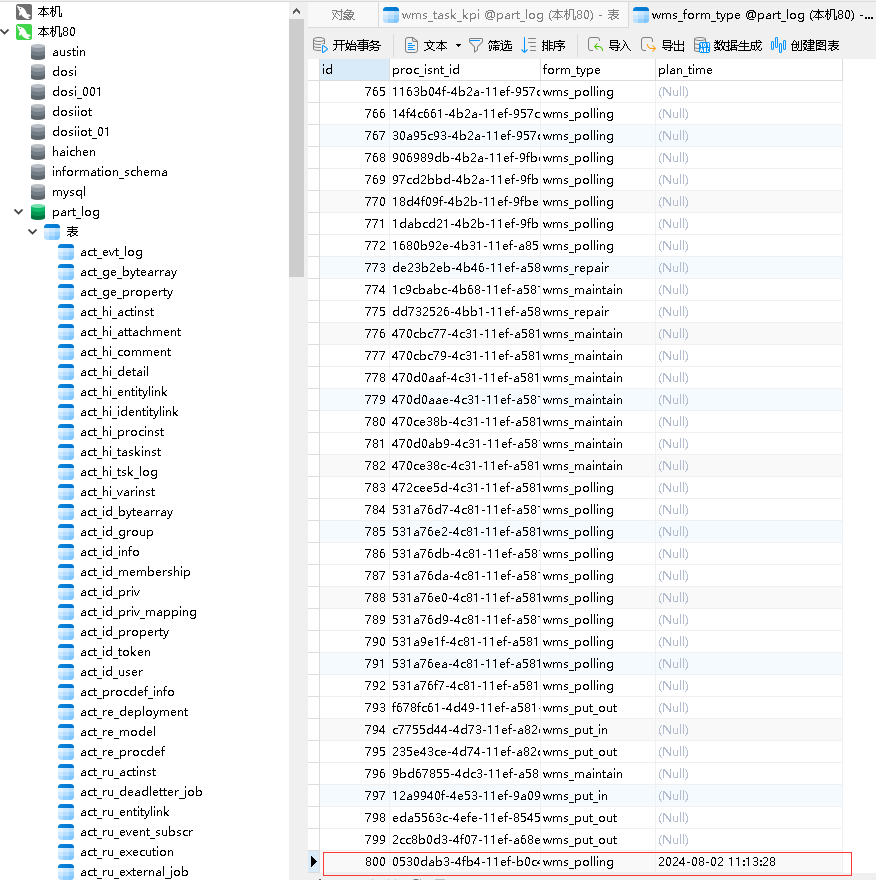 本机
本机80
austin
dosi
dosi_001
dosiiot
dosiiot_01
haichen
information_schema
mysql
part_log
表
act_evt_log
act_ge_bytearray
act_ge_property
act_hi_actinst
act_hi_attachment
act_hi_comment
act_hi_detail
act_hi_entitylink
act_hi_identitylink
act_hi_procinst
act_hi_taskinst
act_hi_tsk_log
act_hi_varinst
act_id_bytearray
act_id_group
act_id_info
act_id_membership
act_id_priv
act_id_priv_mapping
act_id_property
act_id_token
act_id_user
act_procdef_info
act_re_deployment
act_re_model
act_re_procdef
act_ru_actinst
act_ru_deadletter_job
act_ru_entitylink
act_ru_event_subscr
act_ru_execution
act_ru_external_job
对象 wms_task_kpi @part_log (本机80) - 表 wms_form_type @part_log (本机80) - ...
开始事务 文本 筛选 排序 导入 导出 数据生成 创建图表
id proc_isnt_id form_type plan_time
765 1163b04f-4b2a-11ef-957 wms_polling (Null)
766 14f4c661-4b2a-11ef-957 wms_polling (Null)
767 30a95c93-4b2a-11ef-957 wms_polling (Null)
768 906989db-4b2a-11ef-9fb wms_polling (Null)
769 97cd2bbd-4b2a-11ef-9fb wms_polling (Null)
770 18d4f09f-4b2b-11ef-9fbe wms_polling (Null)
771 1dabcd21-4b2b-11ef-9fb wms_polling (Null)
772 1680b92e-4b31-11ef-a85 wms_polling (Null)
773 de23b2eb-4b46-11ef-a58 wms_repair (Null)
774 1c9cbabc-4b68-11ef-a58 wms_maintain (Null)
775 dd732526-4bb1-11ef-a58 wms_repair (Null)
776 470cbc77-4c31-11ef-a581 wms_maintain (Null)
777 470cbc79-4c31-11ef-a581 wms_maintain (Null)
778 470d0aaf-4c31-11ef-a581 wms_maintain (Null)
779 470d0aae-4c31-11ef-a581 wms_maintain (Null)
780 470ce38b-4c31-11ef-a581 wms_maintain (Null)
781 470d0ab9-4c31-11ef-a58 wms_maintain (Null)
782 470ce38c-4c31-11ef-a581 wms_maintain (Null)
783 472cee5d-4c31-11ef-a581 wms_polling (Null)
784 531a76d7-4c81-11ef-a58 wms_polling (Null)
785 531a76e2-4c81-11ef-a581 wms_polling (Null)
786 531a76db-4c81-11ef-a58 wms_polling (Null)
787 531a76da-4c81-11ef-a58 wms_polling (Null)
788 531a76e0-4c81-11ef-a581 wms_polling (Null)
789 531a76d9-4c81-11ef-a58 wms_polling (Null)
790 531a9e1f-4c81-11ef-a581 wms_polling (Null)
791 531a76ea-4c81-11ef-a581 wms_polling (Null)
792 531a76f7-4c81-11ef-a581 wms_polling (Null)
793 f678fc61-4d49-11ef-a581- wms_put_out (Null)
794 c7755d44-4d73-11ef-a82 wms_put_in (Null)
795 235e43ce-4d74-11ef-a82 wms_put_out (Null)
796 9bd67855-4dc3-11ef-a58 wms_maintain (Null)
797 12a9940f-4e53-11ef-9a09 wms_put_in (Null)
798 eda5563c-4efe-11ef-8545 wms_put_out (Null)
799 2cc8b0d3-4f07-11ef-a68e wms_put_out (Null)
800 0530dab3-4fb4-11ef-b0c wms_polling 2024-08-02 11:13:28